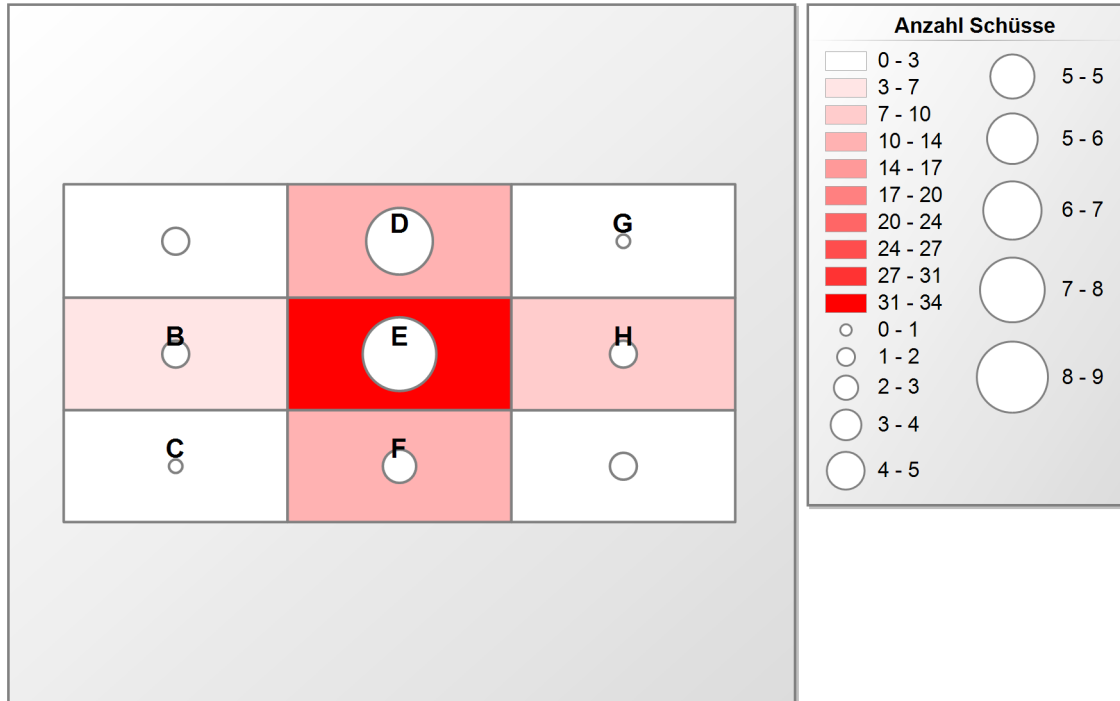 Anzahl Schüsse
0 - 3
3 - 7
7 - 10
10 - 14
14 - 17
17 - 20
20 - 24
24 - 27
27 - 31
31 - 34
0 - 1
1 - 2
2 - 3
3 - 4
4 - 5
5 - 5
5 - 6
6 - 7
7 - 8
8 - 9
D
G
B
E
H
C
F